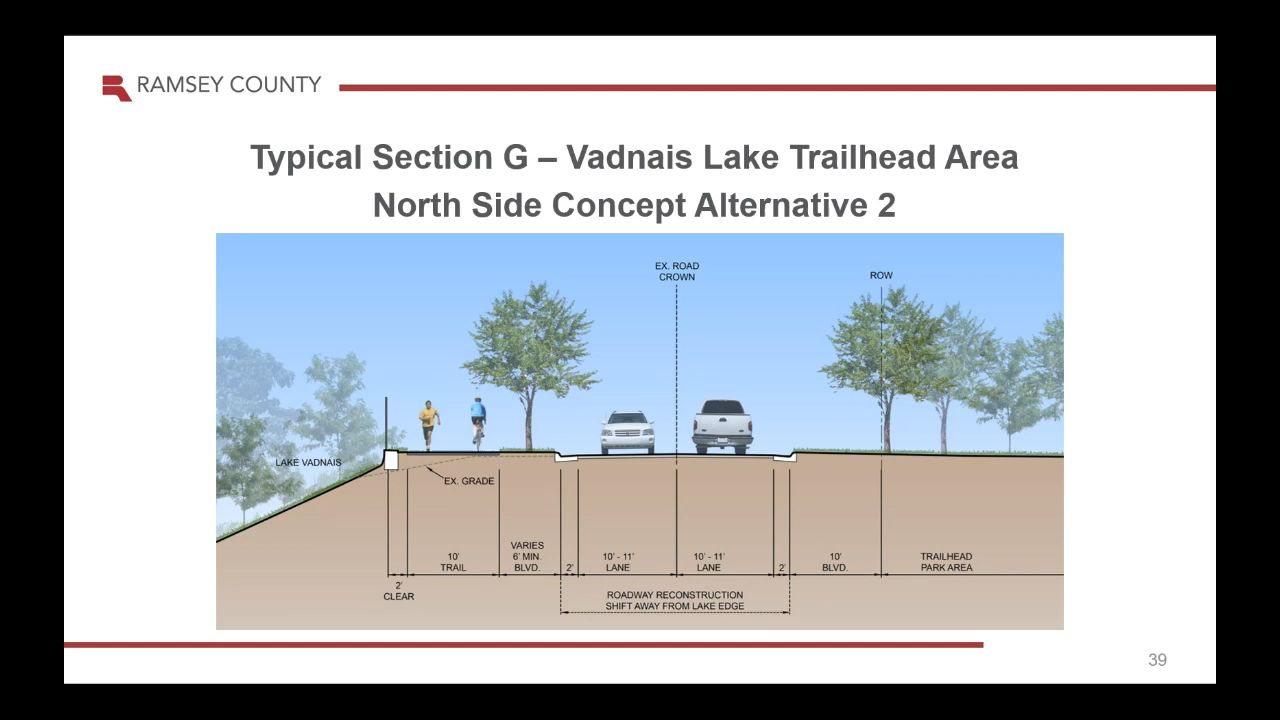 RAMSEY COUNTY
Typical Section G – Vadnais Lake Trailhead Area
North Side Concept Alternative 2
EX. ROAD
CROWN
ROW
LAKE VADNAIS
EX. GRADE
2'
CLEAR
10'
TRAIL
VARIES
6' MIN.
BLVD.
2'
10' - 11'
LANE
10' - 11'
LANE
2'
10'
BLVD.
TRAILHEAD
PARK AREA
ROADWAY RECONSTRUCTION
SHIFT AWAY FROM LAKE EDGE
39